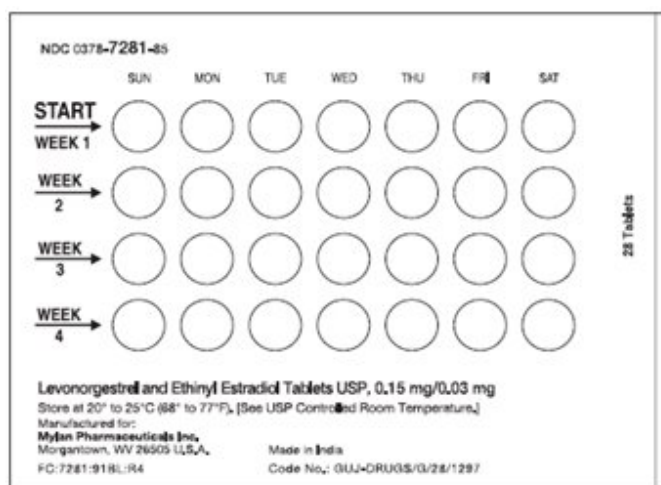 NDC 0378-7281-85
SUN MON TUE WED THU FRI SAT
START
WEEK 1
WEEK
2
WEEK
3
WEEK
4
28 Tablets
Levonorgestrel and Ethinyl Estradiol Tablets USP, 0.15 mg/0.03 mg
Store at 20° to 25°C (68° to 77°F). [See USP Controlled Room Temperature.]
Manufactured for:
Mylan Pharmaceuticals Inc.
Morgantown, WV 26505 U.S.A. Made in India
FC:7281:91BL:R4 Code No.: GUJ-DRUGS/G/28/1297